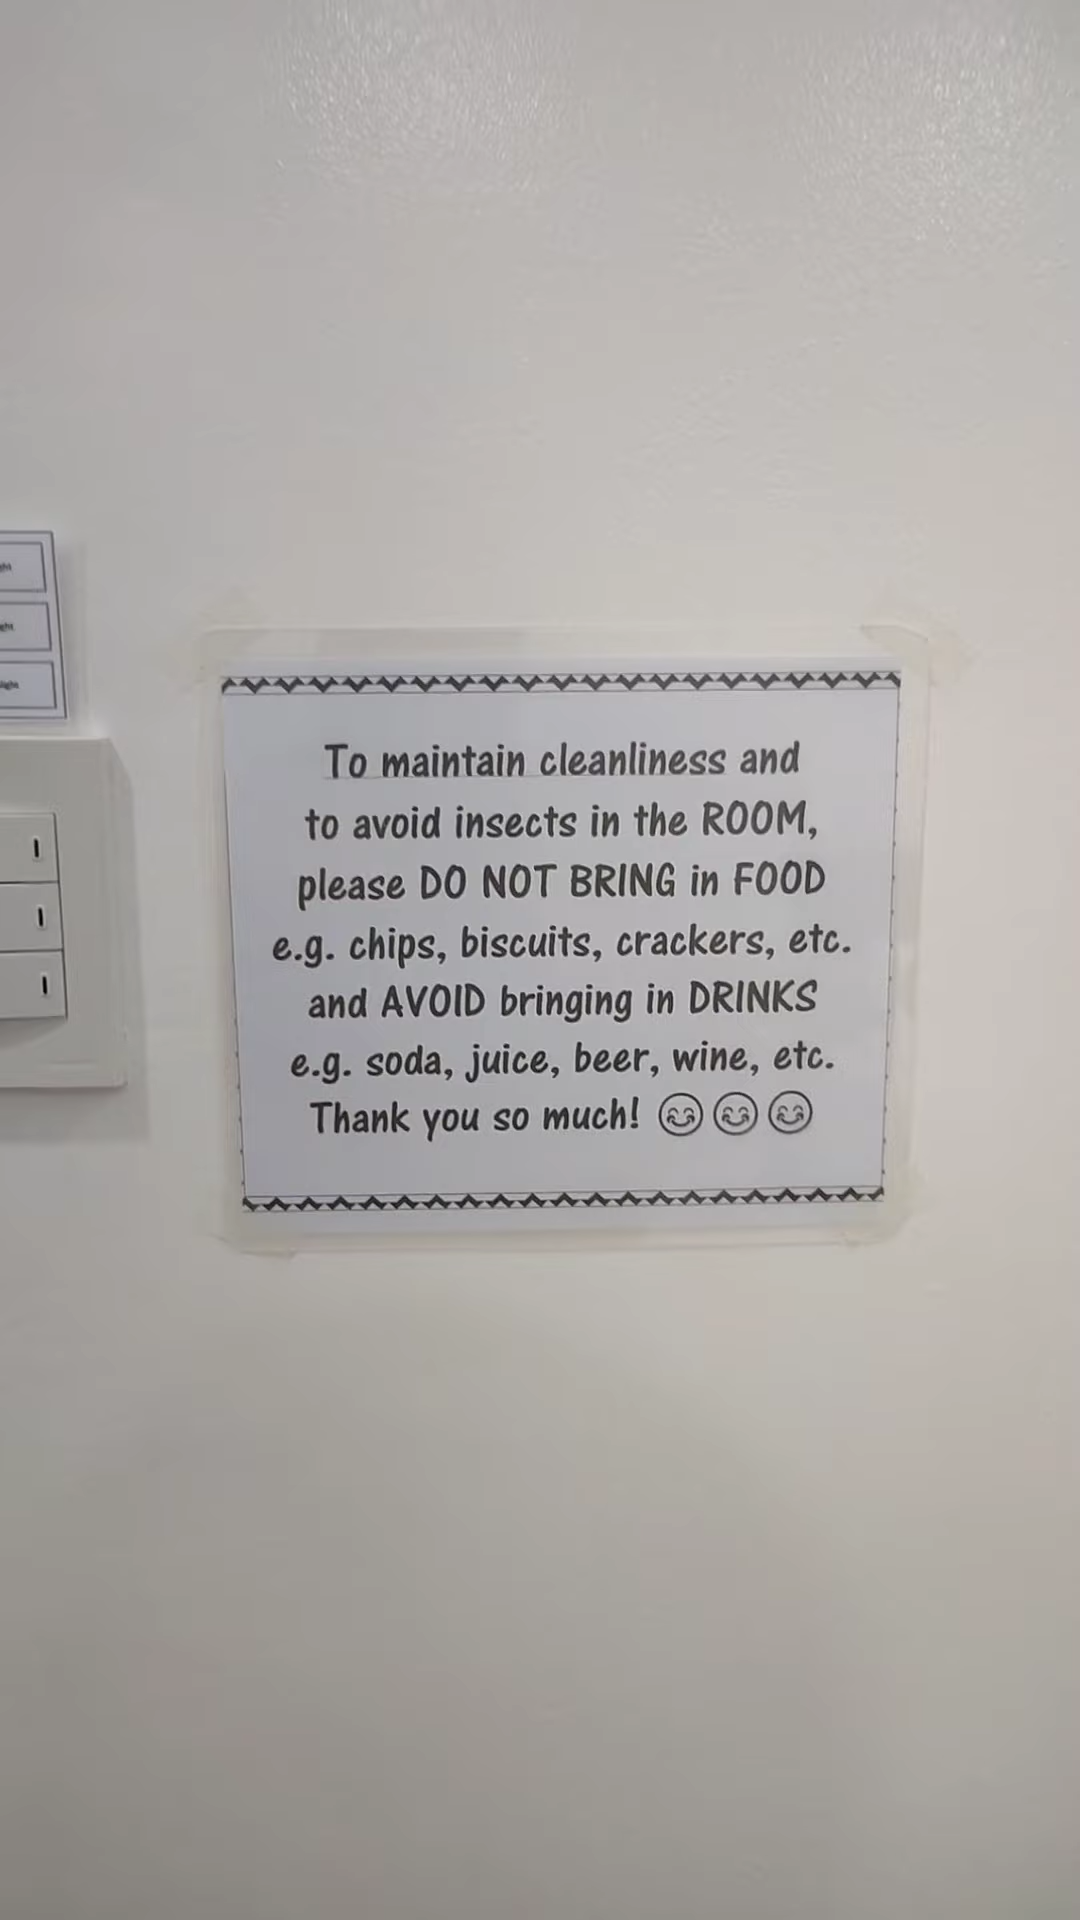 To maintain cleanliness and
to avoid insects in the ROOM,
please DO NOT BRING in FOOD
e.g. chips, biscuits, crackers, etc.
and AVOID bringing in DRINKS
e.g. soda, juice, beer, wine, etc.
Thank you so much! 😊😊😊